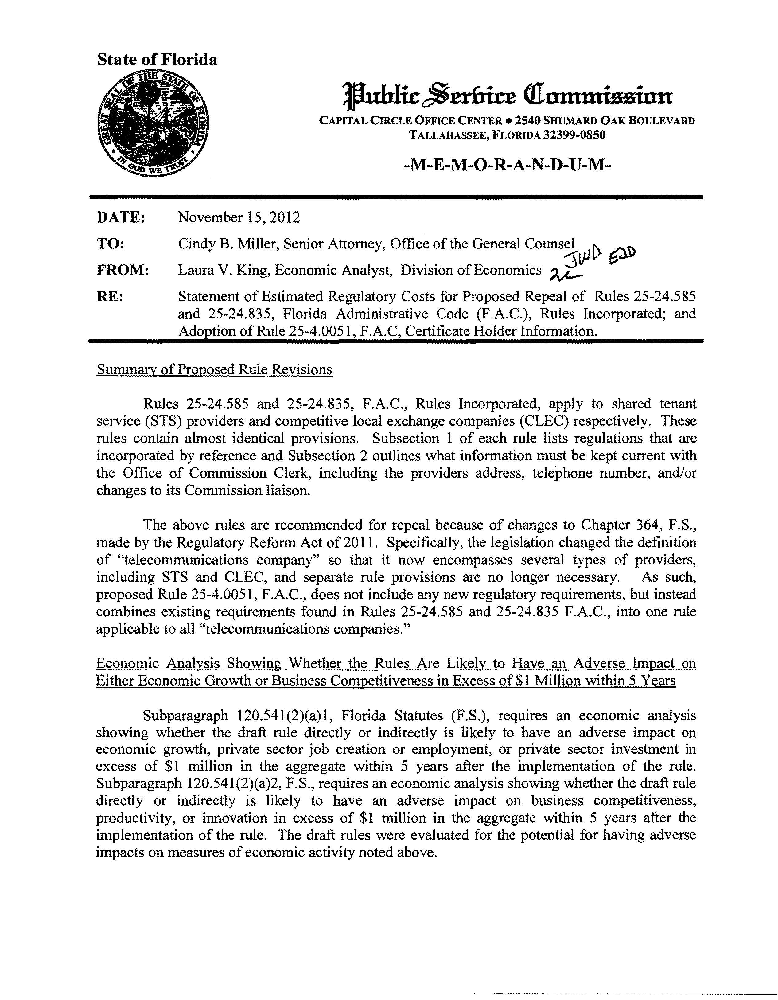 State of Florida
GREAT SEAL OF THE STATE OF FLORIDA
IN GOD WE TRUST
Public Service Commission
CAPITAL CIRCLE OFFICE CENTER ● 2540 SHUMARD OAK BOULEVARD
TALLAHASSEE, FLORIDA 32399-0850
-M-E-M-O-R-A-N-D-U-M-
DATE: November 15, 2012
TO: Cindy B. Miller, Senior Attorney, Office of the General Counsel
JWD
FROM: Laura V. King, Economic Analyst, Division of Economics
RE: Statement of Estimated Regulatory Costs for Proposed Repeal of Rules 25-24.585
and 25-24.835, Florida Administrative Code (F.A.C.), Rules Incorporated; and
Adoption of Rule 25-4.0051, F.A.C, Certificate Holder Information.
Summary of Proposed Rule Revisions
Rules 25-24.585 and 25-24.835, F.A.C., Rules Incorporated, apply to shared tenant
service (STS) providers and competitive local exchange companies (CLEC) respectively. These
rules contain almost identical provisions. Subsection 1 of each rule lists regulations that are
incorporated by reference and Subsection 2 outlines what information must be kept current with
the Office of Commission Clerk, including the providers address, telephone number, and/or
changes to its Commission liaison.
The above rules are recommended for repeal because of changes to Chapter 364, F.S.,
made by the Regulatory Reform Act of 2011. Specifically, the legislation changed the definition
of “telecommunications company” so that it now encompasses several types of providers,
including STS and CLEC, and separate rule provisions are no longer necessary. As such,
proposed Rule 25-4.0051, F.A.C., does not include any new regulatory requirements, but instead
combines existing requirements found in Rules 25-24.585 and 25-24.835 F.A.C., into one rule
applicable to all “telecommunications companies.”
Economic Analysis Showing Whether the Rules Are Likely to Have an Adverse Impact on
Either Economic Growth or Business Competitiveness in Excess of $1 Million within 5 Years
Subparagraph 120.541(2)(a)1, Florida Statutes (F.S.), requires an economic analysis
showing whether the draft rule directly or indirectly is likely to have an adverse impact on
economic growth, private sector job creation or employment, or private sector investment in
excess of $1 million in the aggregate within 5 years after the implementation of the rule.
Subparagraph 120.541(2)(a)2, F.S., requires an economic analysis showing whether the draft rule
directly or indirectly is likely to have an adverse impact on business competitiveness,
productivity, or innovation in excess of $1 million in the aggregate within 5 years after the
implementation of the rule. The draft rules were evaluated for the potential for having adverse
impacts on measures of economic activity noted above.